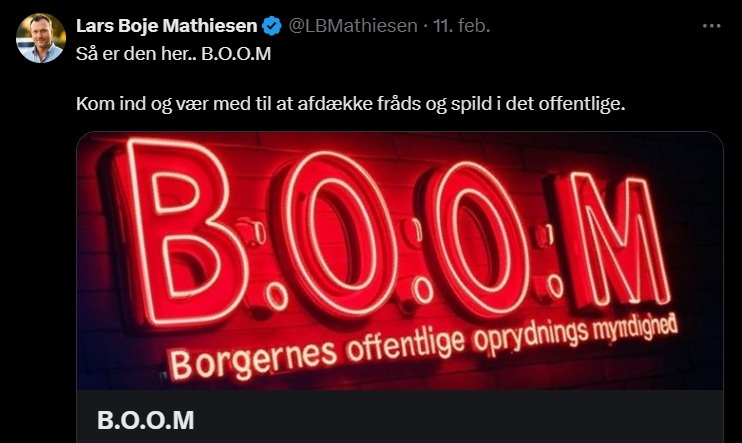 Lars Boje Mathiesen @LBMathiesen · 11. feb.
Så er den her.. B.O.O.M
Kom ind og vær med til at afdække fråds og spild i det offentlige.
B.O.O.M
Borgernes offentlige oprydnings myrdighed
B.O.O.M